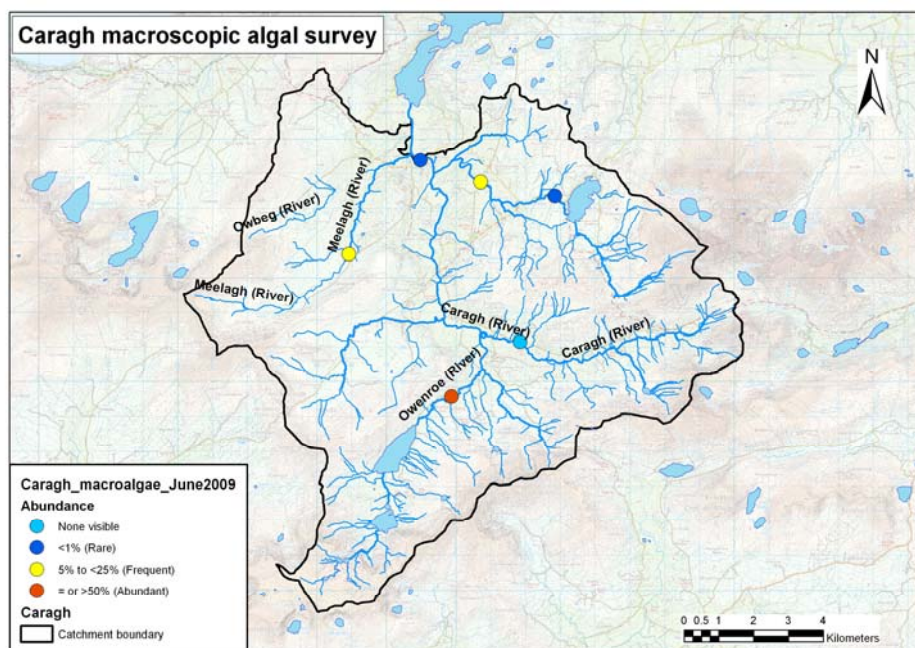 Caragh macroscopic algal survey
N
Owbeg (River)
Meelagh (River)
Meelagh (River)
Caragh (River)
Caragh (River)
Owenroe (River)
Caragh_macroalgae_June2009
Abundance
None visible
<1% (Rare)
5% to <25% (Frequent)
= or >50% (Abundant)
Caragh
Catchment boundary
0 0.5 1 2 3 4
Kilometers